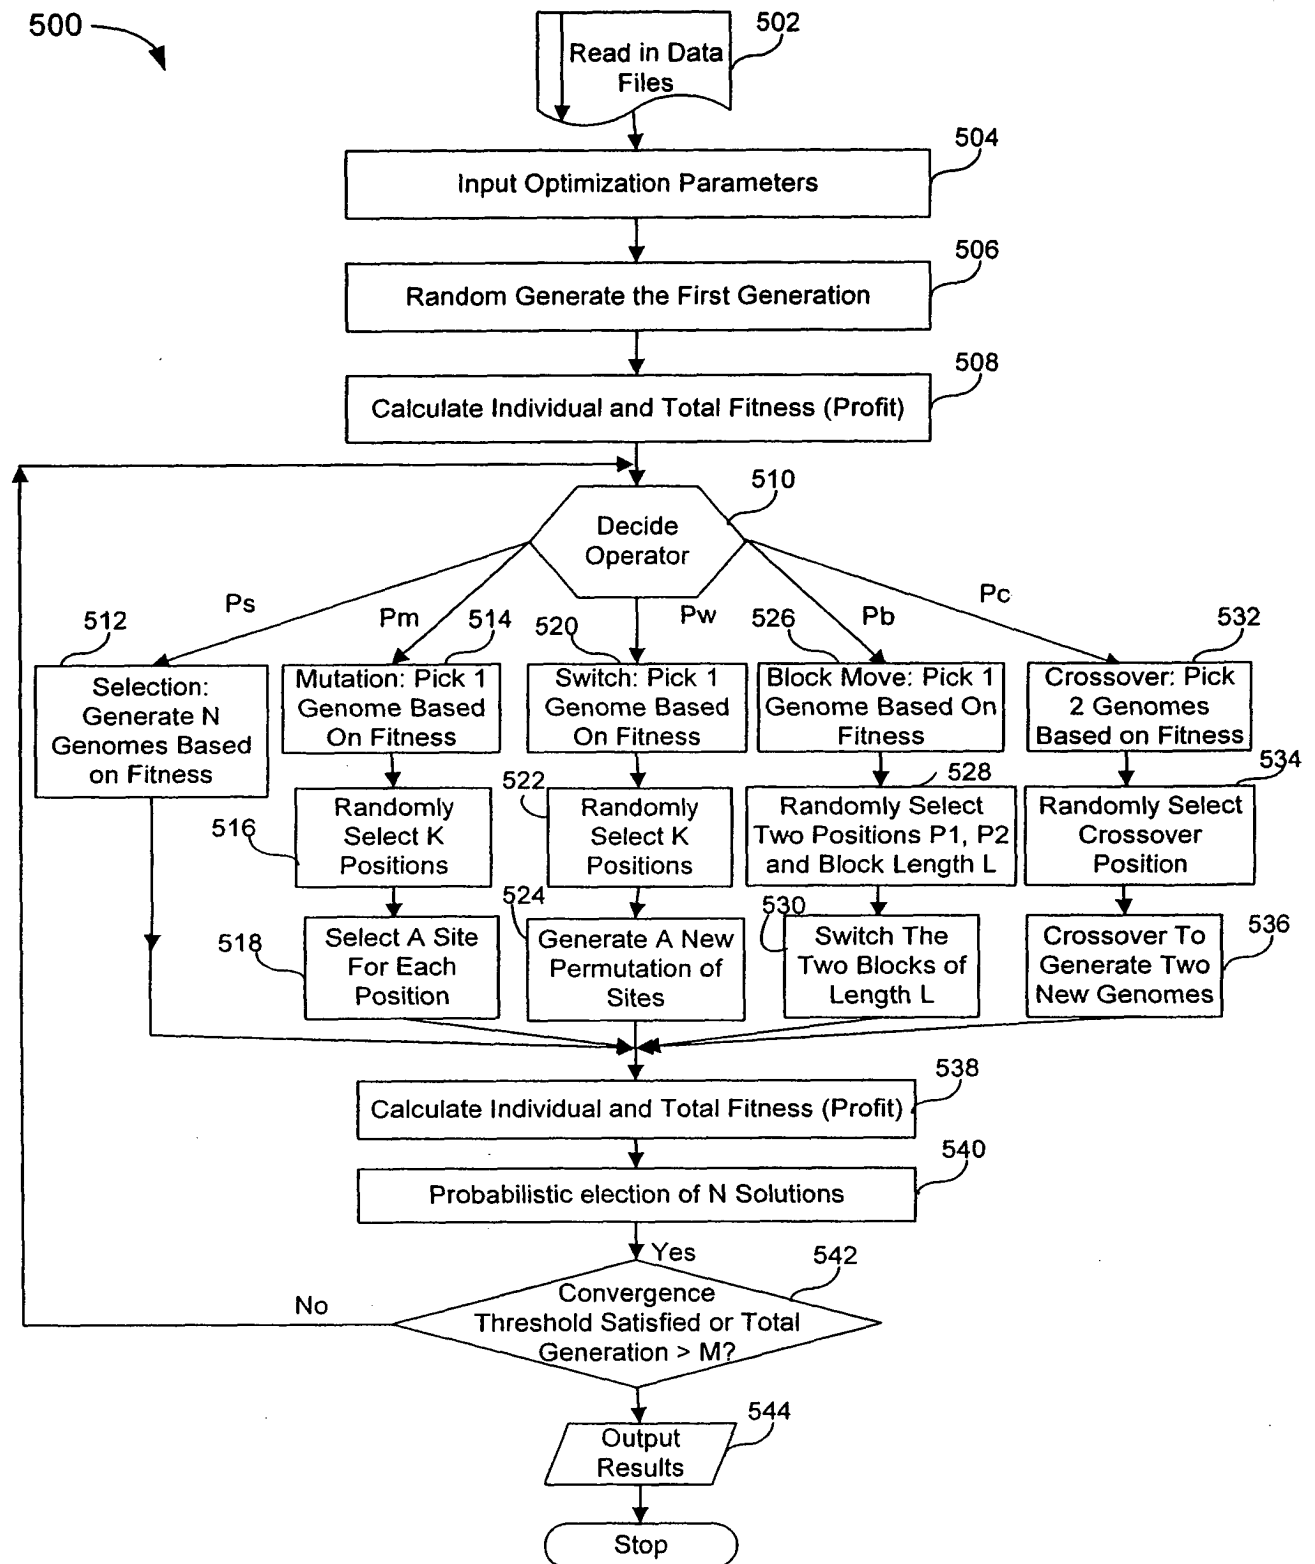 500
502
Read in Data
Files
504
Input Optimization Parameters
506
Random Generate the First Generation
508
Calculate Individual and Total Fitness (Profit)
510
Decide
Operator
Ps
Pm
Pw
Pb
Pc
512
Selection:
Generate N
Genomes Based
on Fitness
514
Mutation: Pick 1
Genome Based
On Fitness
516
Randomly
Select K
Positions
518
Select A Site
For Each
Position
520
Switch: Pick 1
Genome Based
On Fitness
522
Randomly
Select K
Positions
524
Generate A New
Permutation of
Sites
526
Block Move: Pick 1
Genome Based On
Fitness
528
Randomly Select
Two Positions P1, P2
and Block Length L
530
Switch The
Two Blocks of
Length L
532
Crossover: Pick
2 Genomes
Based on Fitness
534
Randomly Select
Crossover
Position
536
Crossover To
Generate Two
New Genomes
538
Calculate Individual and Total Fitness (Profit)
540
Probabilistic election of N Solutions
Yes
542
Convergence
Threshold Satisfied or Total
Generation > M?
No
544
Output
Results
Stop